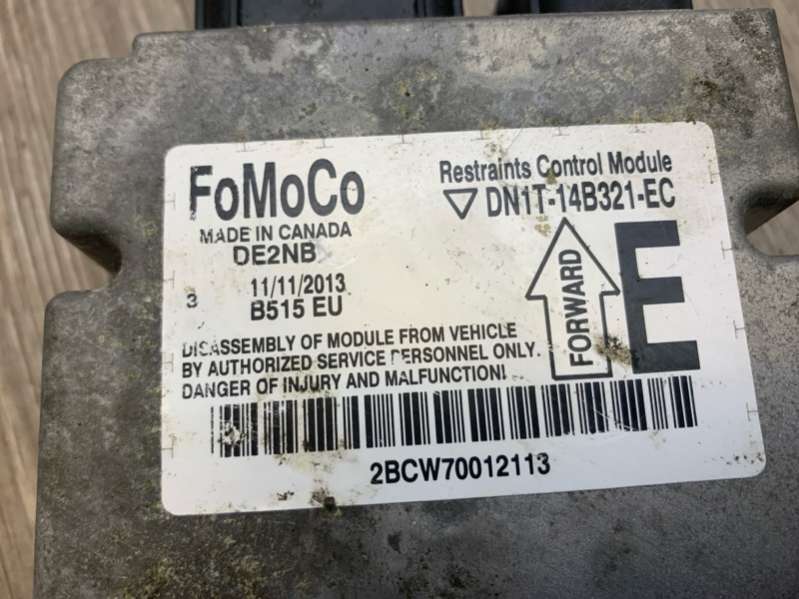 FoMoCo
MADE IN CANADA
DE2NB
3 11/11/2013
B515 EU
Restraints Control Module
DN1T-14B321-EC
FORWARD
E
DISASSEMBLY OF MODULE FROM VEHICLE
BY AUTHORIZED SERVICE PERSONNEL ONLY.
DANGER OF INJURY AND MALFUNCTION!
2BCW70012113